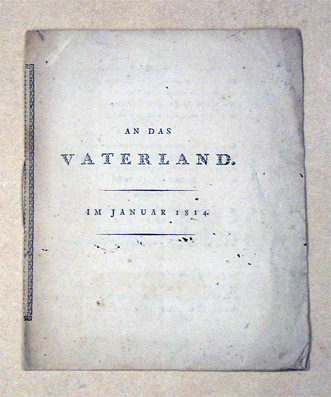 AN DAS
VATERLAND.
IM JANUAR 1814.